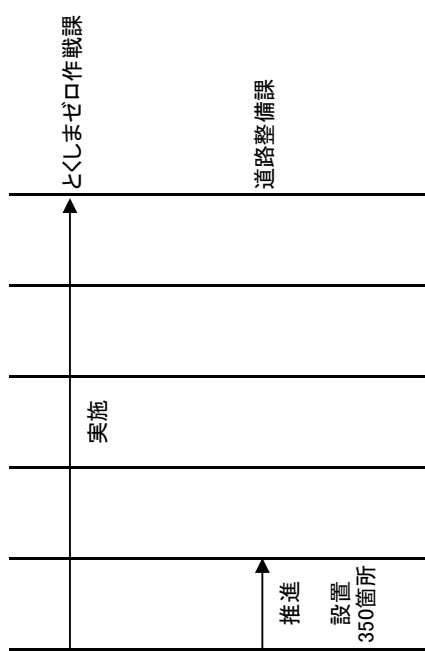 実施
とくしまゼロ作戦課
推進
設置
350箇所
道路整備課